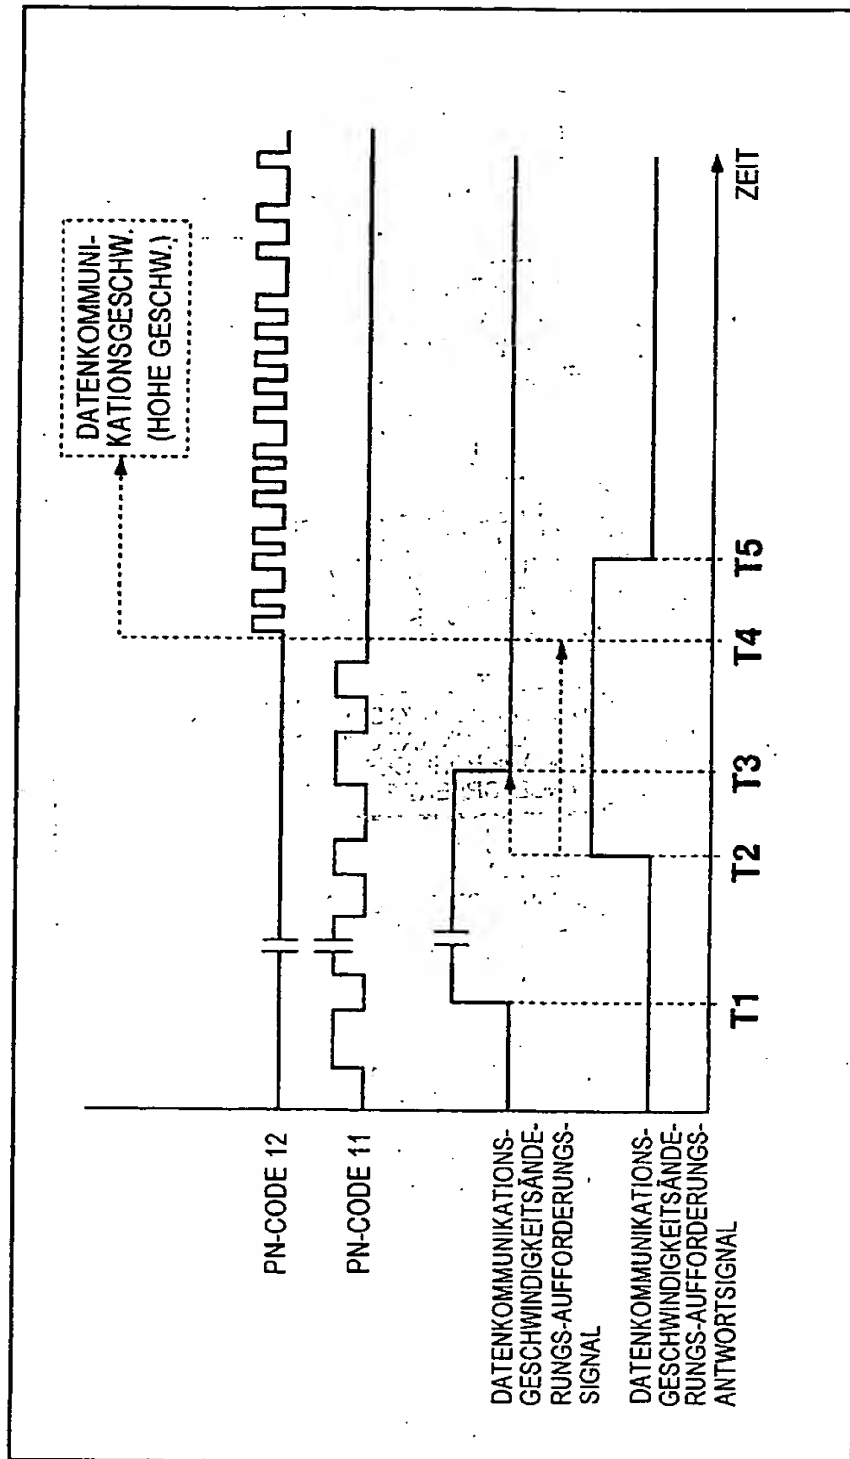 DATENKOMMUNI-
KATIONSGESCHW.
(HOHE GESCHW.)
PN-CODE 12
PN-CODE 11
DATENKOMMUNIKATIONS-
GESCHWINDIGKEITSÄNDE-
RUNGS-AUFFORDERUNGS-
SIGNAL
DATENKOMMUNIKATIONS-
GESCHWINDIGKEITSÄNDE-
RUNGS-AUFFORDERUNGS-
ANTWORTSIGNAL
T1
T2
T3
T4
T5
ZEIT